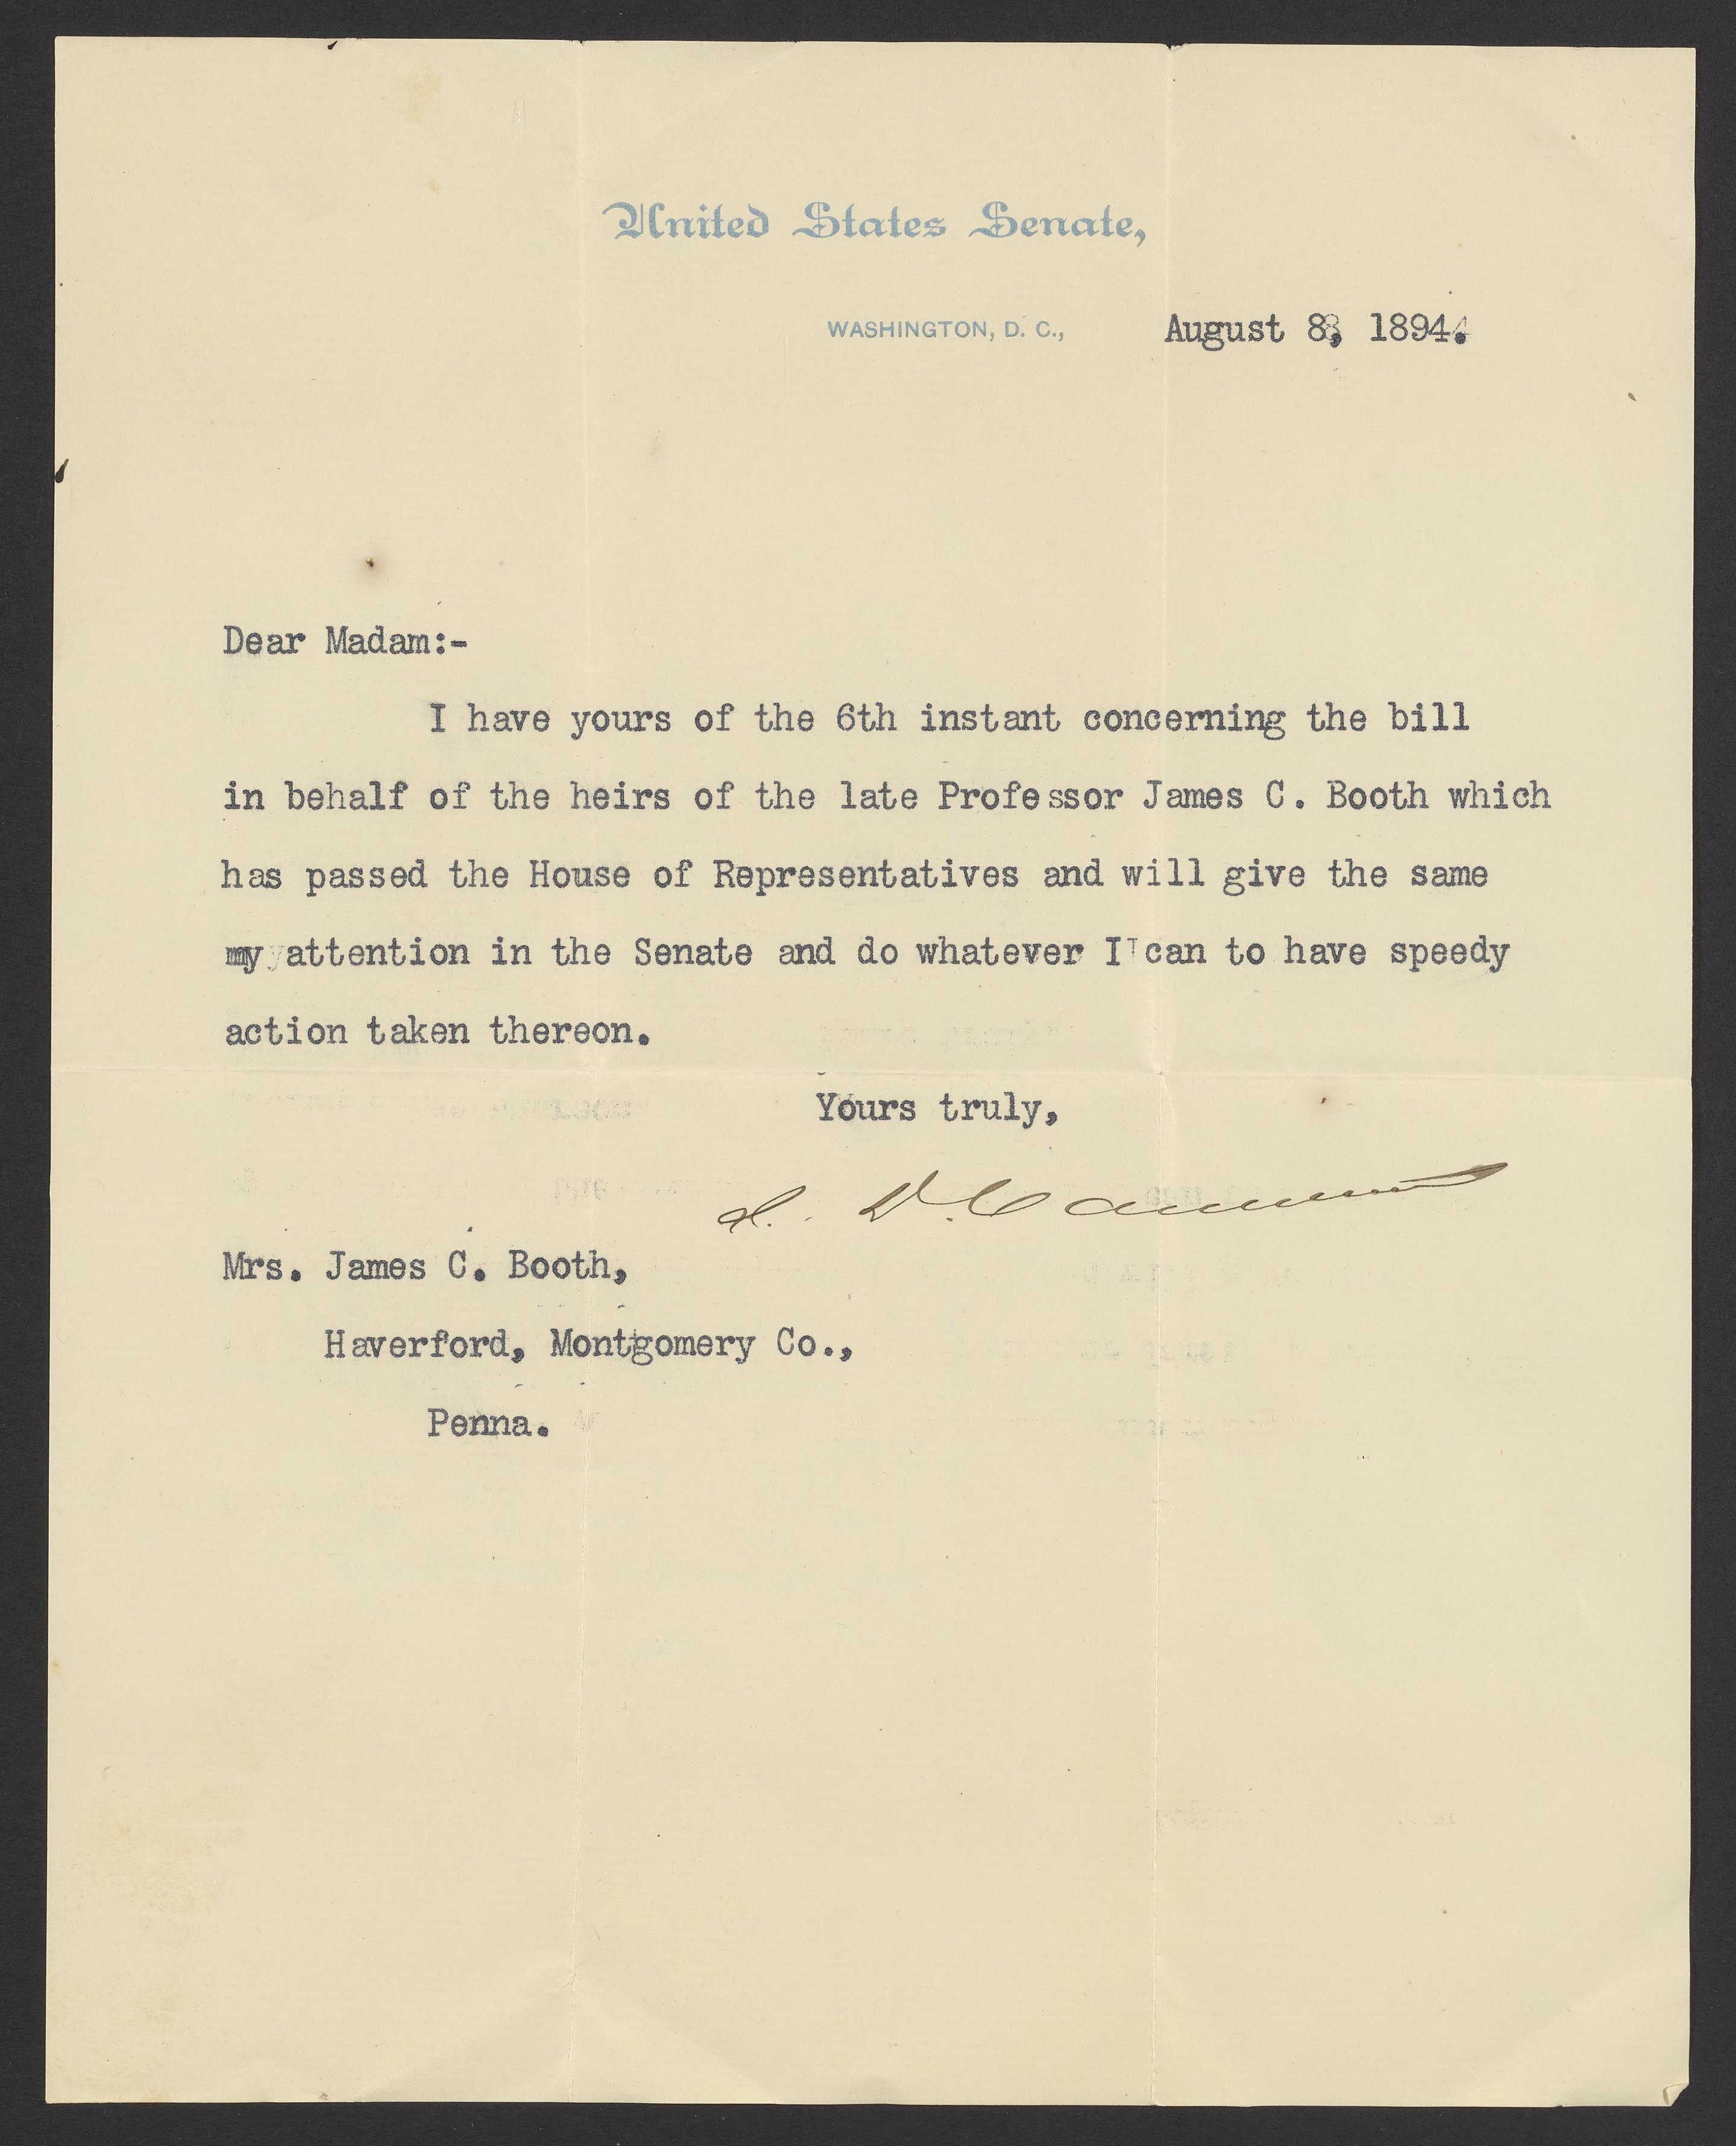 United States Senate,
WASHINGTON, D. C., August 8, 1894.
Dear Madam:-
I have yours of the 6th instant concerning the bill
in behalf of the heirs of the late Professor James C. Booth which
has passed the House of Representatives and will give the same
my attention in the Senate and do whatever I can to have speedy
action taken thereon.
Yours truly,
J. D. Cameron
Mrs. James C. Booth,
Haverford, Montgomery Co.,
Penna.